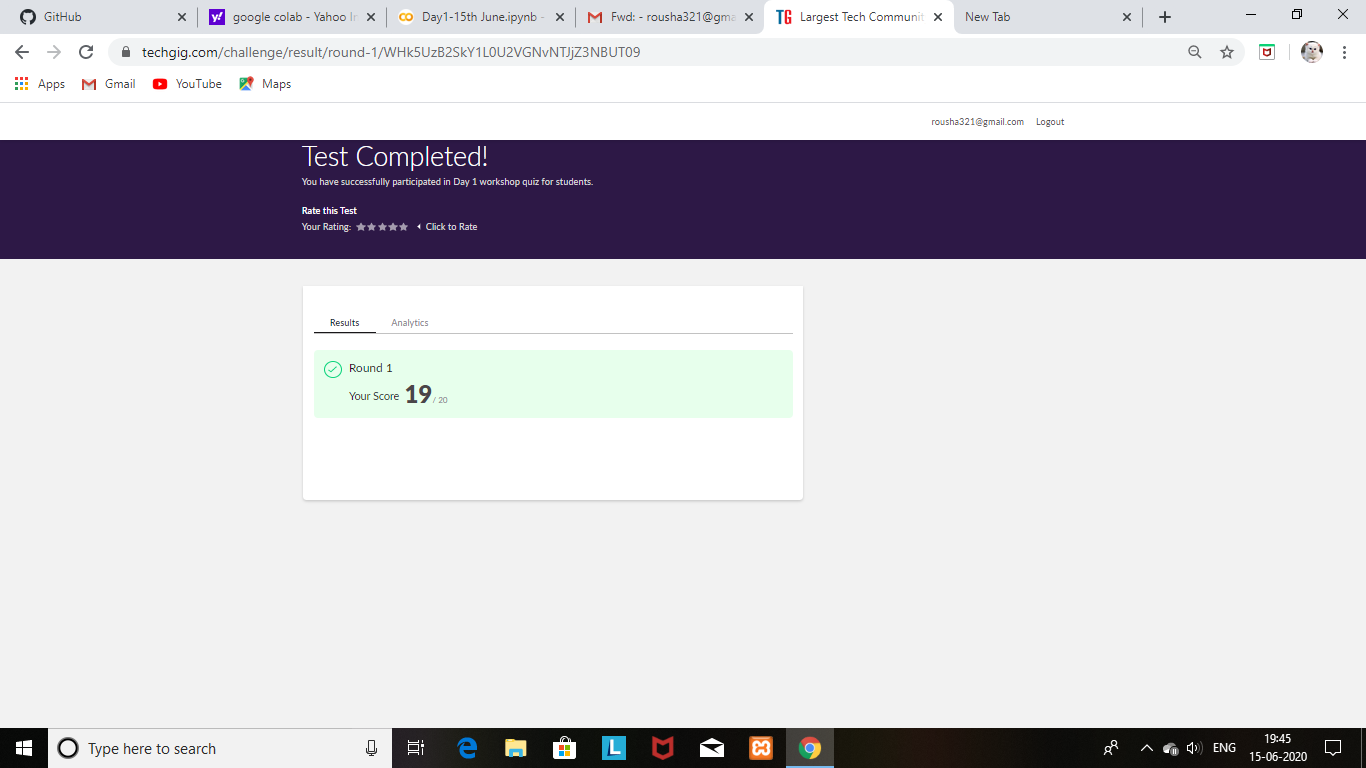 GitHub
google colab - Yahoo In
Day1-15th June.ipynb -
Fwd: - rousha321@gma
TG Largest Tech Communit
New Tab
techgig.com/challenge/result/round-1/WHk5UzB2SkY1L0U2VGNvNTJjZ3NBUT09
Apps Gmail YouTube Maps
rousha321@gmail.com Logout
Test Completed!
You have successfully participated in Day 1 workshop quiz for students.
Rate this Test
Your Rating: Click to Rate
Results Analytics
Round 1
Your Score 19 / 20
Type here to search
ENG
19:45
15-06-2020